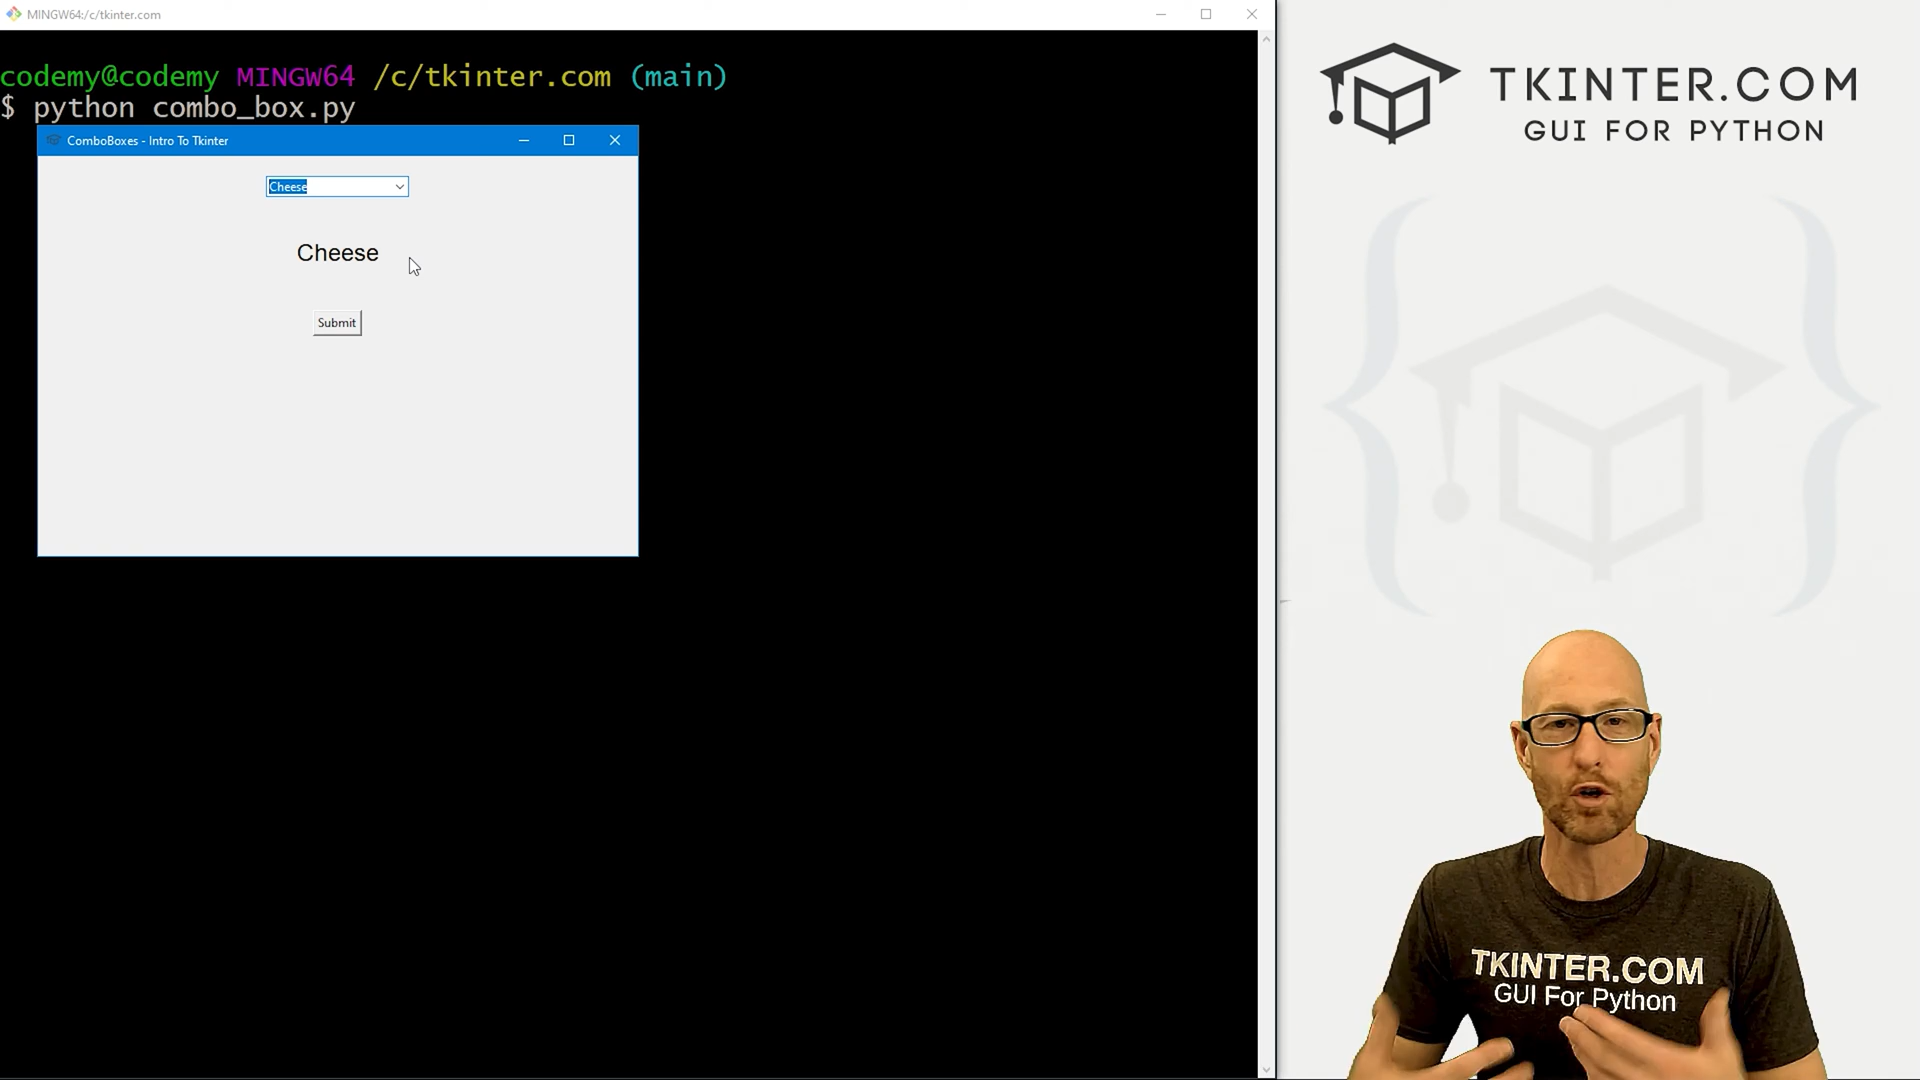 MINGW64:/c/tkinter.com
codemy@codemy MINGW64 /c/tkinter.com (main)
$ python combo_box.py
ComboBoxes - Intro To Tkinter
Cheese
Cheese
Submit
TKINTER.COM
GUI FOR PYTHON
TKINTER.COM
GUI For Python